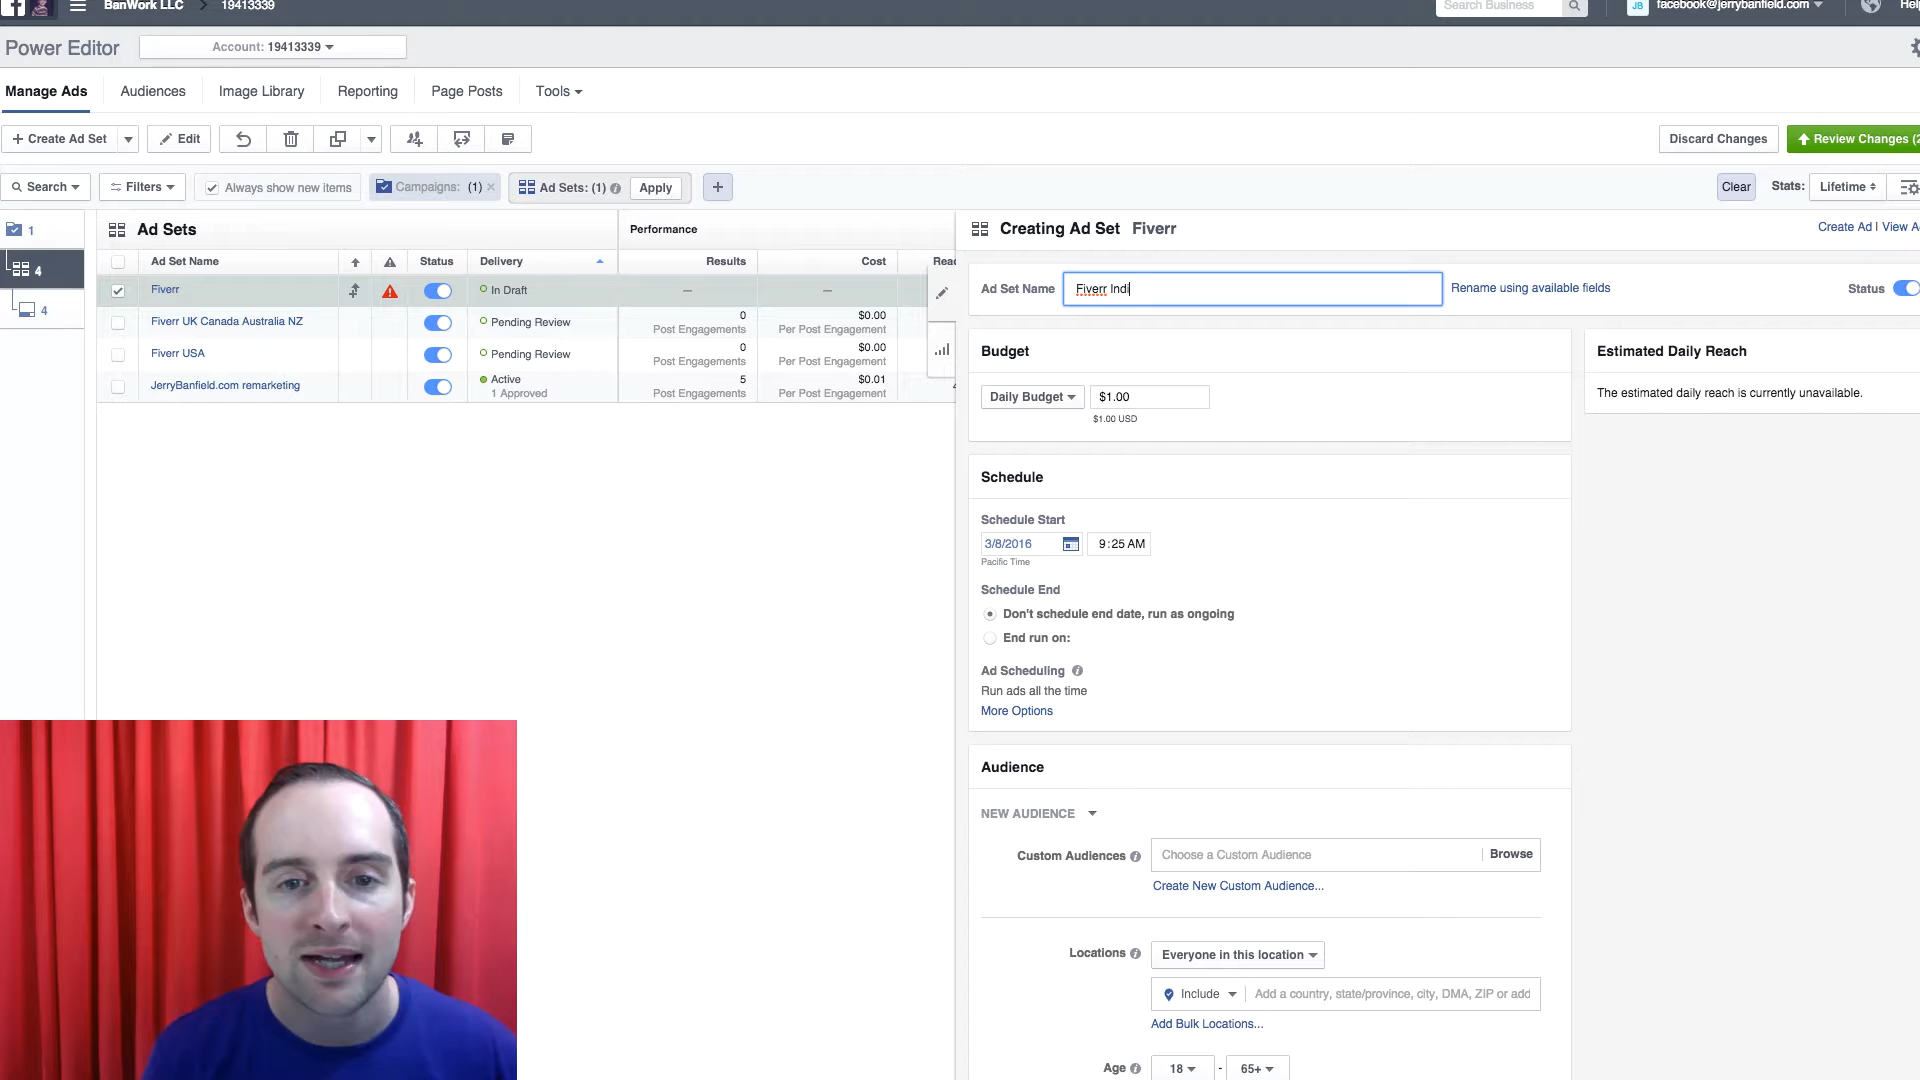 BanWork LLC > 19413339
Search Business
JB facebook@jerrybanfield.com
Power Editor
Account: 19413339
Manage Ads Audiences Image Library Reporting Page Posts Tools
+ Create Ad Set Edit Discard Changes Review Changes (2
Search Filters Always show new items Campaigns: (1) × Ad Sets: (1) Apply + Clear Stats: Lifetime
1
4
4
Ad Sets Performance
Ad Set Name Status Delivery Results Cost
Fiverr In Draft — —
Fiverr UK Canada Australia NZ Pending Review 0 $0.00
Post Engagements Per Post Engagement
Fiverr USA Pending Review 0 $0.00
Post Engagements Per Post Engagement
JerryBanfield.com remarketing Active 5 $0.01
1 Approved Post Engagements Per Post Engagement
Creating Ad Set Fiverr Create Ad | View
Ad Set Name Fiverr Indi Rename using available fields Status
Budget
Daily Budget $1.00
$1.00 USD
Estimated Daily Reach
The estimated daily reach is currently unavailable.
Schedule
Schedule Start
3/8/2016 9:25 AM
Pacific Time
Schedule End
Don't schedule end date, run as ongoing
End run on:
Ad Scheduling
Run ads all the time
More Options
Audience
NEW AUDIENCE
Custom Audiences Choose a Custom Audience Browse
Create New Custom Audience...
Locations Everyone in this location
Include Add a country, state/province, city, DMA, ZIP or add
Add Bulk Locations...
Age 18 - 65+